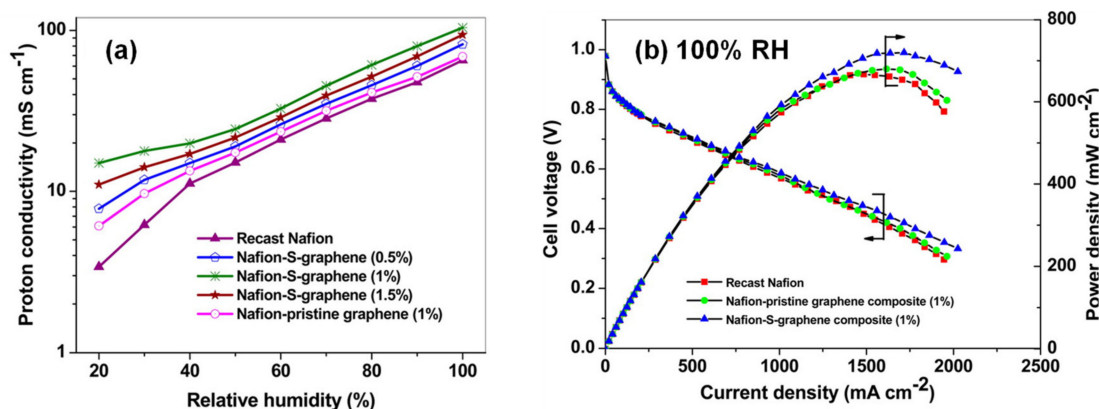 (a)
Proton conductivity (mS cm⁻¹)
100
10
1
Recast Nafion
Nafion-S-graphene (0.5%)
Nafion-S-graphene (1%)
Nafion-S-graphene (1.5%)
Nafion-pristine graphene (1%)
20 30 40 50 60 70 80 90 100
Relative humidity (%)
(b) 100% RH
Cell voltage (V)
1.0
0.8
0.6
0.4
0.2
0.0
Recast Nafion
Nafion-pristine graphene composite (1%)
Nafion-S-graphene composite (1%)
0 500 1000 1500 2000 2500
Current density (mA cm⁻²)
800
600
400
200
0
Power density (mW cm⁻²)